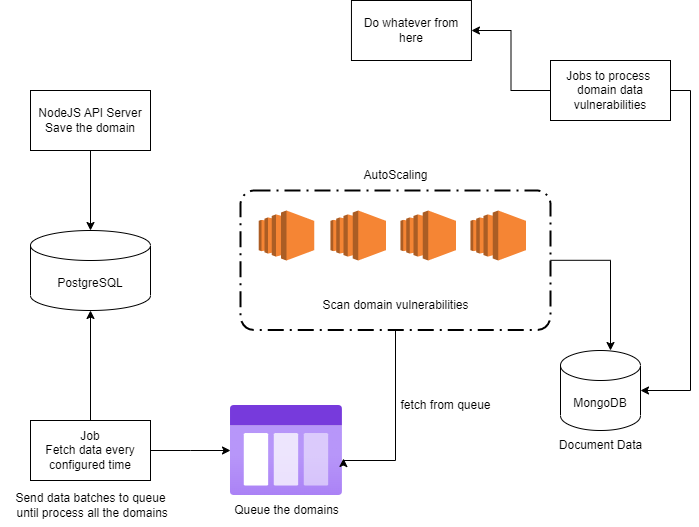 Do whatever from
here
Jobs to process
domain data
vulnerabilities
NodeJS API Server
Save the domain
AutoScaling
PostgreSQL
Scan domain vulnerabilities
MongoDB
fetch from queue
Document Data
Job
Fetch data every
configured time
Send data batches to queue
until process all the domains
Queue the domains